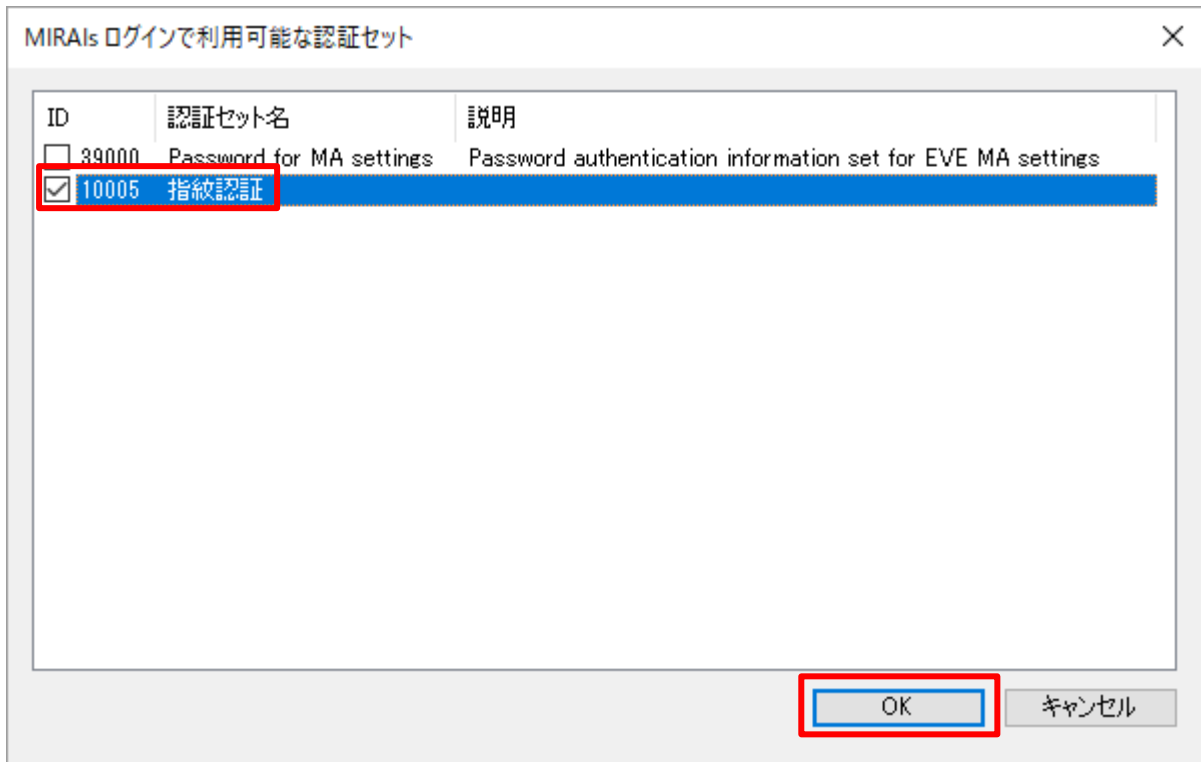 MIRAIs ログインで利用可能な認証セット
ID 認証セット名 説明
39000 Password for MA settings Password authentication information set for EVE MA settings
10005 指紋認証
OK キャンセル